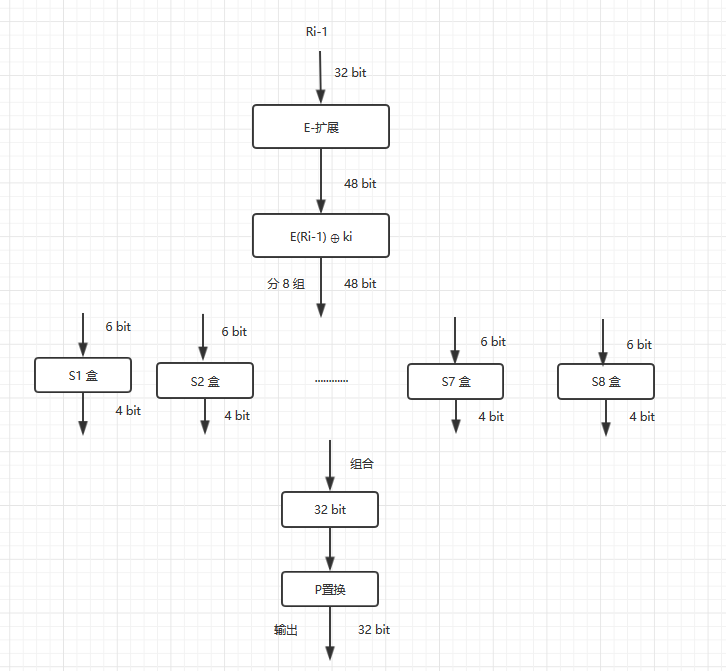 Ri-1
32 bit
E-扩展
48 bit
E(Ri-1) ⊕ ki
分 8 组
48 bit
6 bit
6 bit
6 bit
6 bit
S1 盒
S2 盒
............
S7 盒
S8 盒
4 bit
4 bit
4 bit
4 bit
组合
32 bit
P置换
输出
32 bit